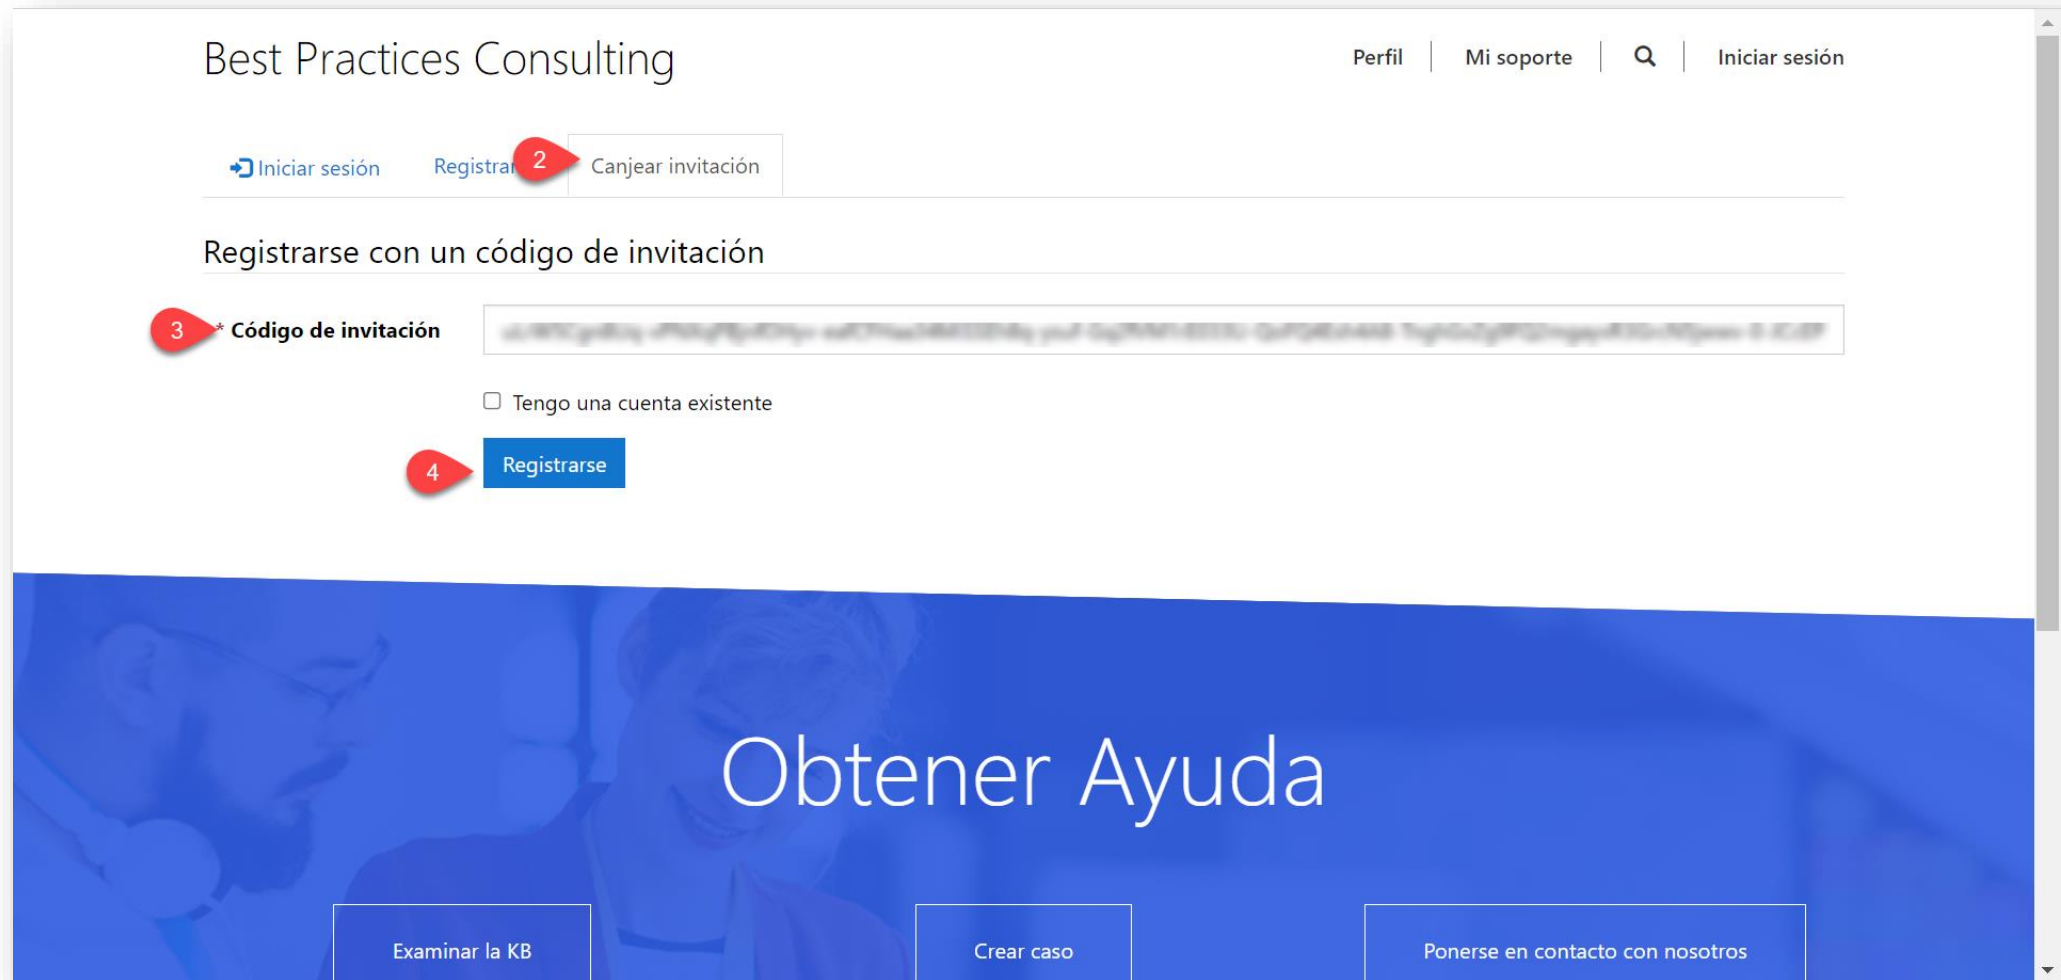 Best Practices Consulting
Perfil
Mi soporte
Iniciar sesión
Iniciar sesión
2
Canjear invitación
Registrarse con un código de invitación
3
* Código de invitación
Tengo una cuenta existente
4
Registrarse
Obtener Ayuda
Examinar la KB
Crear caso
Ponerse en contacto con nosotros